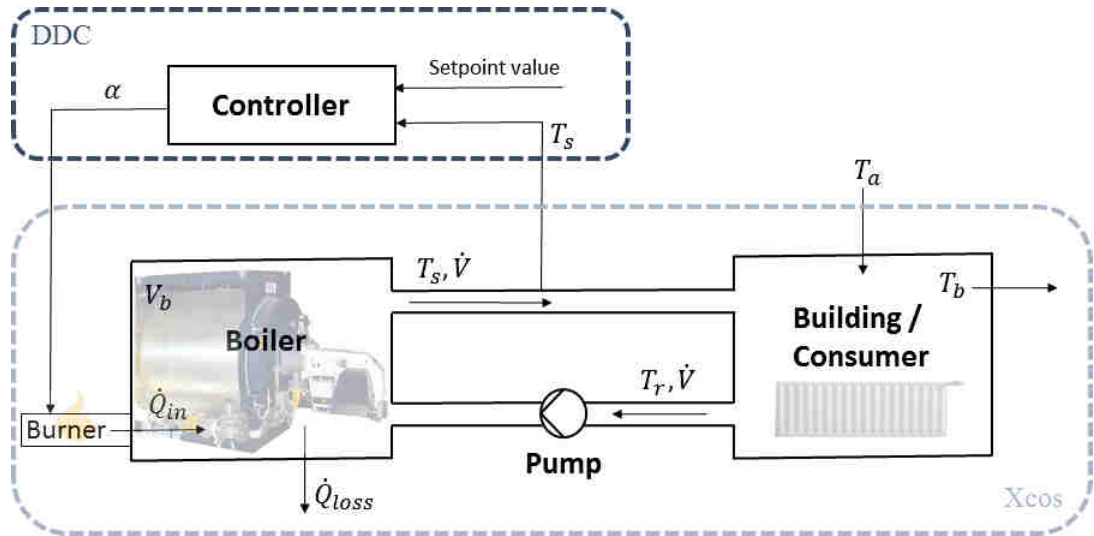 DDC
Setpoint value
α
Controller
T_s
T_a
T_s, V̇
V_b
T_b
Boiler
Building /
Consumer
T_r, V̇
Q̇_in
Burner
Pump
Q̇_loss
Xcos